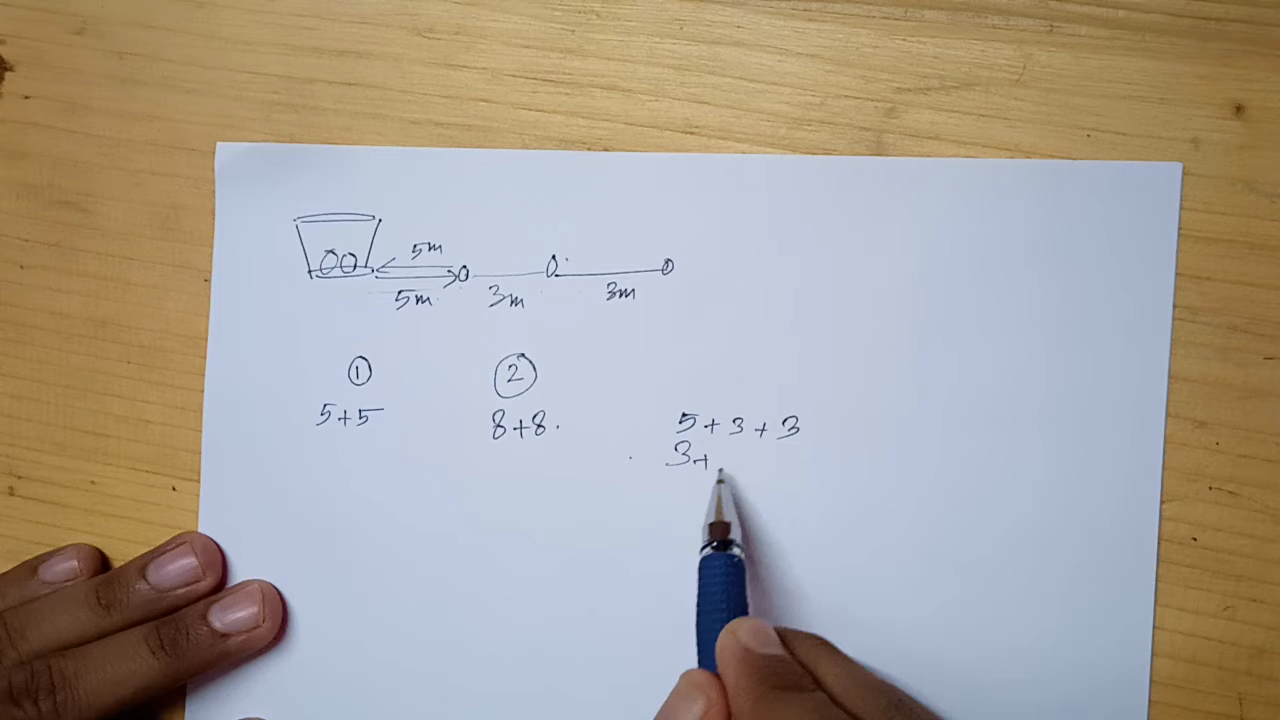 5m
5m 3m 3m
① ②
5+5 8+8.
5+3+3
3+